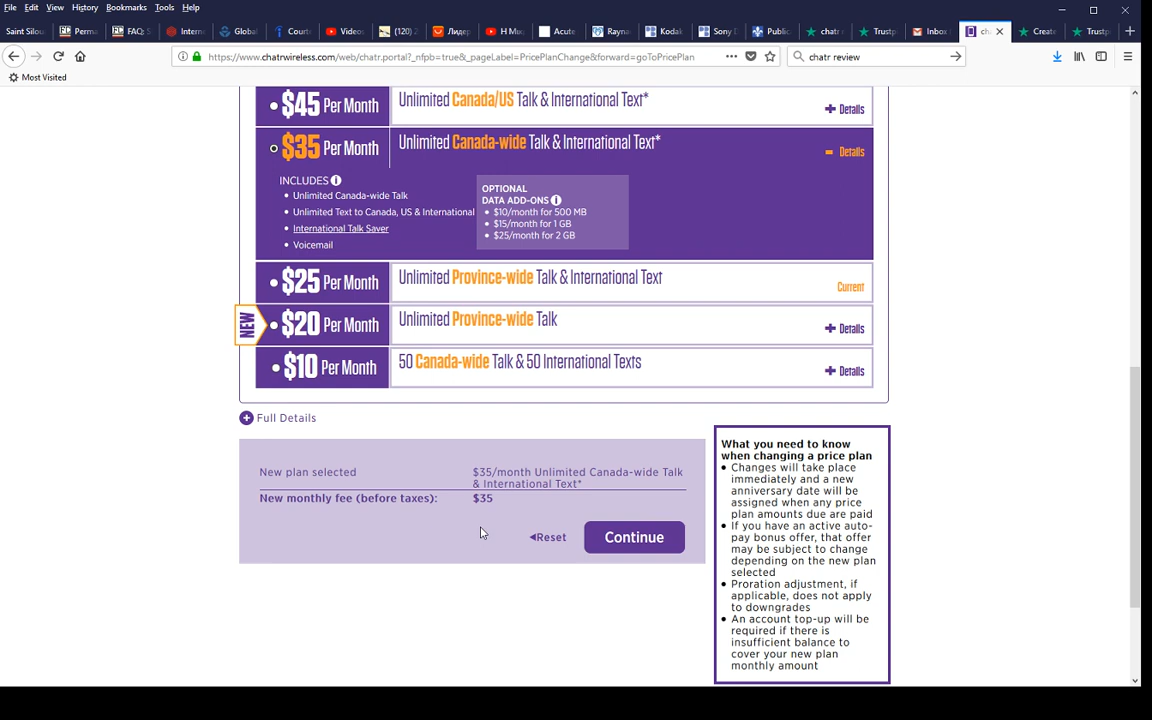 File Edit View History Bookmarks Tools Help
Saint Silou Perma FAQ: S Intern Global Court Videos (120) Лидер Н Мю Acute Rayna Kodak Sony Public chatr Trustp Inbox ch Create Trustp
https://www.chatrwireless.com/chatr.portal?_nfpb=true&_pageLabel=PricePlanChange&forward=goToPricePlan
chatr review
Most Visited
$45 Per Month Unlimited Canada/US Talk & International Text*
+ Details
$35 Per Month Unlimited Canada-wide Talk & International Text*
- Details
INCLUDES i
• Unlimited Canada-wide Talk
• Unlimited Text to Canada, US & International
• International Talk Saver
• Voicemail
OPTIONAL
DATA ADD-ONS i
• $10/month for 500 MB
• $15/month for 1 GB
• $25/month for 2 GB
$25 Per Month Unlimited Province-wide Talk & International Text
Current
NEW
$20 Per Month Unlimited Province-wide Talk
+ Details
$10 Per Month 50 Canada-wide Talk & 50 International Texts
+ Details
+ Full Details
New plan selected $35/month Unlimited Canada-wide Talk
& International Text*
New monthly fee (before taxes): $35
◂Reset Continue
What you need to know
when changing a price plan
• Changes will take place
immediately and a new
anniversary date will be
assigned when any price
plan amounts due are paid
• If you have an active auto-
pay bonus offer, that offer
may be subject to change
depending on the new plan
selected
• Proration adjustment, if
applicable, does not apply
to downgrades
• An account top-up will be
required if there is
insufficient balance to
cover your new plan
monthly amount